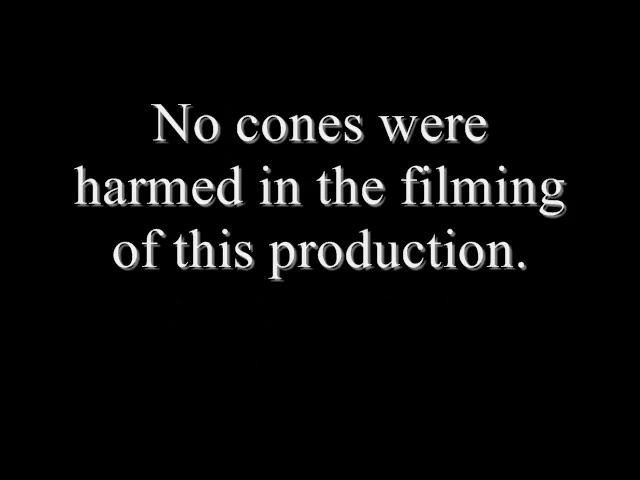 No cones were
harmed in the filming
of this production.